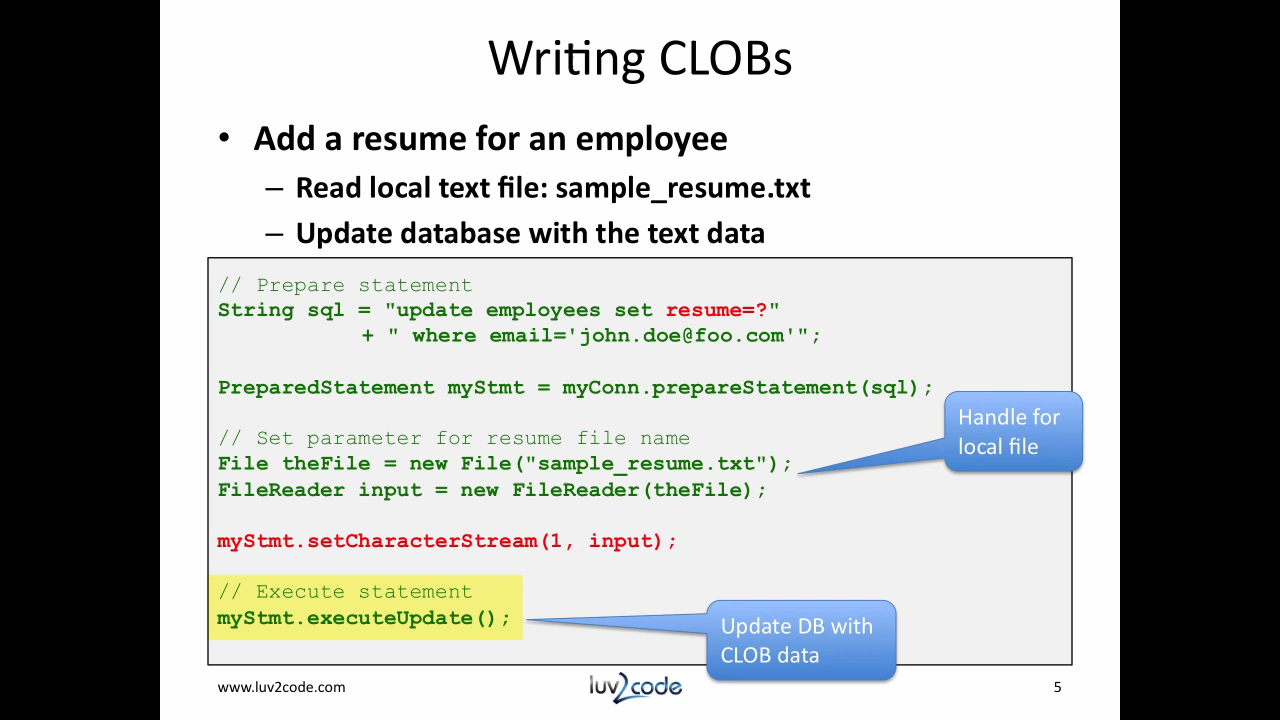 Writing CLOBs
• Add a resume for an employee
– Read local text file: sample_resume.txt
– Update database with the text data
// Prepare statement
String sql = "update employees set resume=?"
+ " where email='john.doe@foo.com'";
PreparedStatement myStmt = myConn.prepareStatement(sql);
Handle for
local file
// Set parameter for resume file name
File theFile = new File("sample_resume.txt");
FileReader input = new FileReader(theFile);
myStmt.setCharacterStream(1, input);
// Execute statement
myStmt.executeUpdate();
Update DB with
CLOB data
www.luv2code.com
luv2code
5